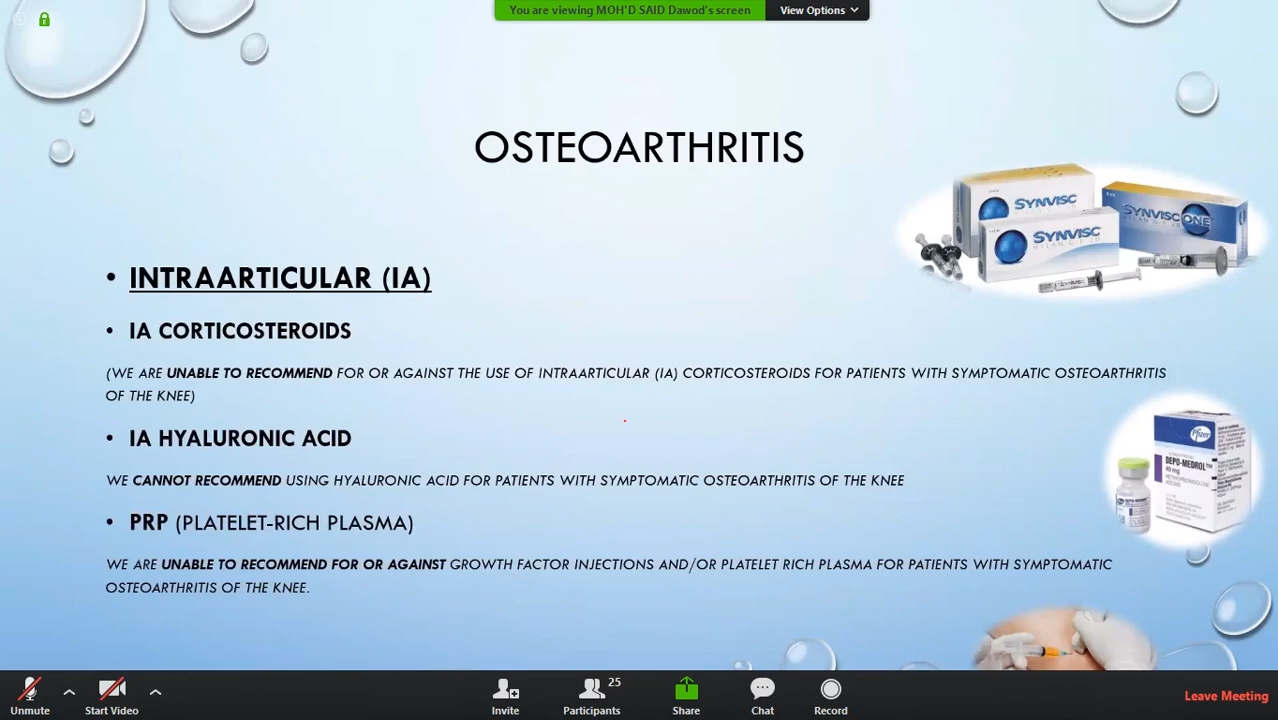 You are viewing MOH'D SAID Dawod's screen
View Options
OSTEOARTHRITIS
SYNVISC
SYNVISC
HYLAN G-F 20
SYNVISC ONE
• INTRAARTICULAR (IA)
• IA CORTICOSTEROIDS
(WE ARE UNABLE TO RECOMMEND FOR OR AGAINST THE USE OF INTRAARTICULAR (IA) CORTICOSTEROIDS FOR PATIENTS WITH SYMPTOMATIC OSTEOARTHRITIS
OF THE KNEE)
• IA HYALURONIC ACID
WE CANNOT RECOMMEND USING HYALURONIC ACID FOR PATIENTS WITH SYMPTOMATIC OSTEOARTHRITIS OF THE KNEE
• PRP (PLATELET-RICH PLASMA)
WE ARE UNABLE TO RECOMMEND FOR OR AGAINST GROWTH FACTOR INJECTIONS AND/OR PLATELET RICH PLASMA FOR PATIENTS WITH SYMPTOMATIC
OSTEOARTHRITIS OF THE KNEE.
Pfizer
DEPO-MEDROL™
40 mg
Unmute
Start Video
Invite
25
Participants
Share
Chat
Record
Leave Meeting